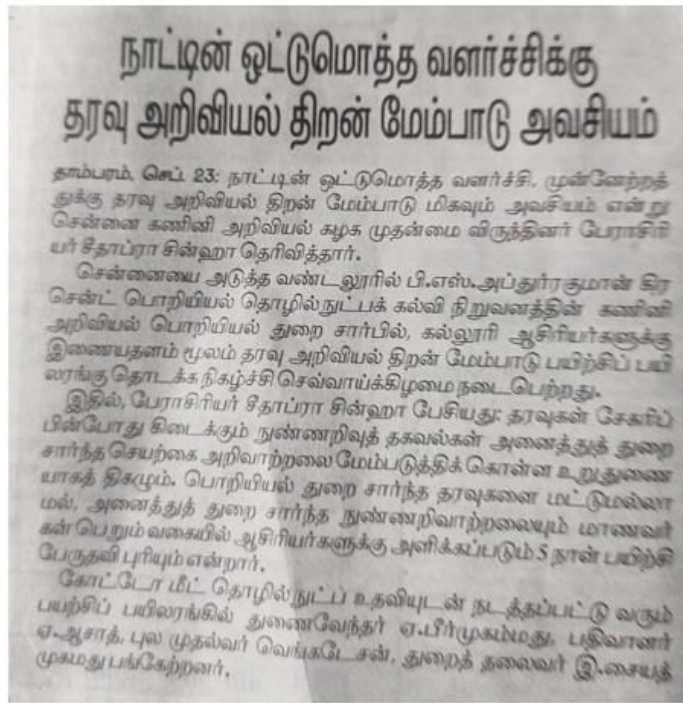 நாட்டின் ஒட்டுமொத்த வளர்ச்சிக்கு
தரவு அறிவியல் திறன் மேம்பாடு அவசியம்
தாம்பரம், செப். 23: நாட்டின் ஒட்டுமொத்த வளர்ச்சி, முன்னேற்றத்
துக்கு தரவு அறிவியல் திறன் மேம்பாடு மிகவும் அவசியம் என்று
சென்னை கணினி அறிவியல் கழக முதன்மை விருந்தினர் பேராசிரி
யர் சீதாப்ரா சின்ஹா தெரிவித்தார்.
சென்னையை அடுத்த வண்டலூரில் பி.எஸ்.அப்துர்ரகுமான் கிர
சென்ட் பொறியியல் தொழில்நுட்பக் கல்வி நிறுவனத்தின் கணினி
அறிவியல் பொறியியல் துறை சார்பில், கல்லூரி ஆசிரியர்களுக்கு
இணையதளம் மூலம் தரவு அறிவியல் திறன் மேம்பாடு பயிற்சிப் பயி
லரங்கு தொடக்க நிகழ்ச்சி செவ்வாய்க்கிழமை நடைபெற்றது.
இதில், பேராசிரியர் சீதாப்ரா சின்ஹா பேசியது: தரவுகள் சேகரிப்
பின்போது கிடைக்கும் நுண்ணறிவுத் தகவல்கள் அனைத்துத் துறை
சார்ந்த செயற்கை அறிவாற்றலை மேம்படுத்திக் கொள்ள உறுதுணை
யாகத் திகழும். பொறியியல் துறை சார்ந்த தரவுகளை மட்டுமல்லா
மல், அனைத்துத் துறை சார்ந்த நுண்ணறிவாற்றலையும் மாணவர்
கள் பெறும் வகையில் ஆசிரியர்களுக்கு அளிக்கப்படும் 5 நாள் பயிற்சி
பேருதவி புரியும் என்றார்.
கோட்டோ மீட் தொழில்நுட்ப உதவியுடன் நடத்தப்பட்டு வரும்
பயற்சிப் பயிலரங்கில் துணைவேந்தர் ஏ.பீர்முகம்மது, பதிவாளர்
ஏ.ஆசாத், புல முதல்வர் வெங்கடேசன், துறைத் தலைவர் இ.சையத்
முகமது பங்கேற்றனர்.